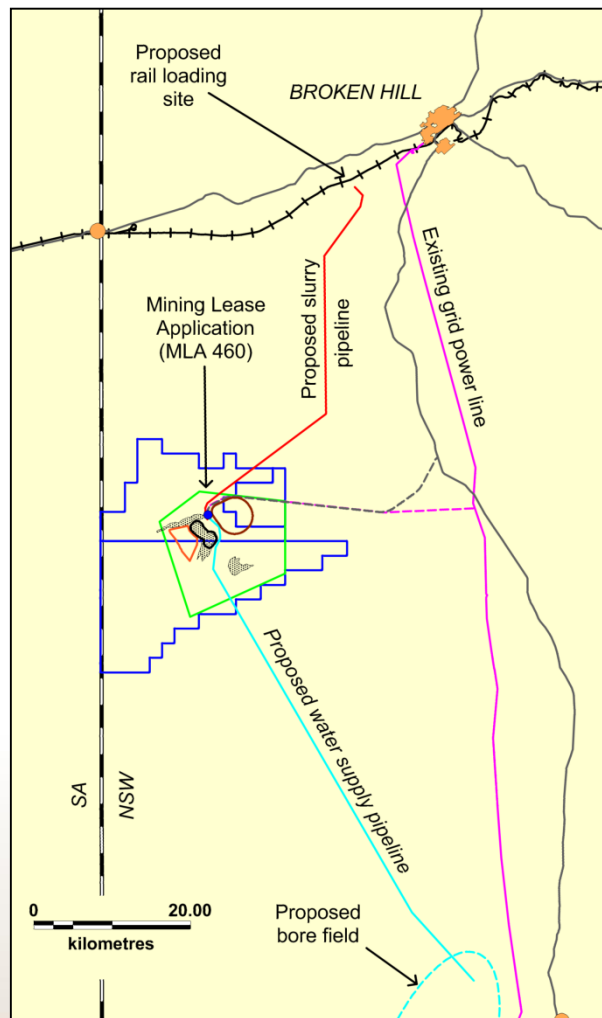 Proposed
rail loading
site
BROKEN HILL
Existing grid power line
Proposed slurry
pipeline
Mining Lease
Application
(MLA 460)
Proposed water supply pipeline
SA
NSW
0 20.00
kilometres
Proposed
bore field